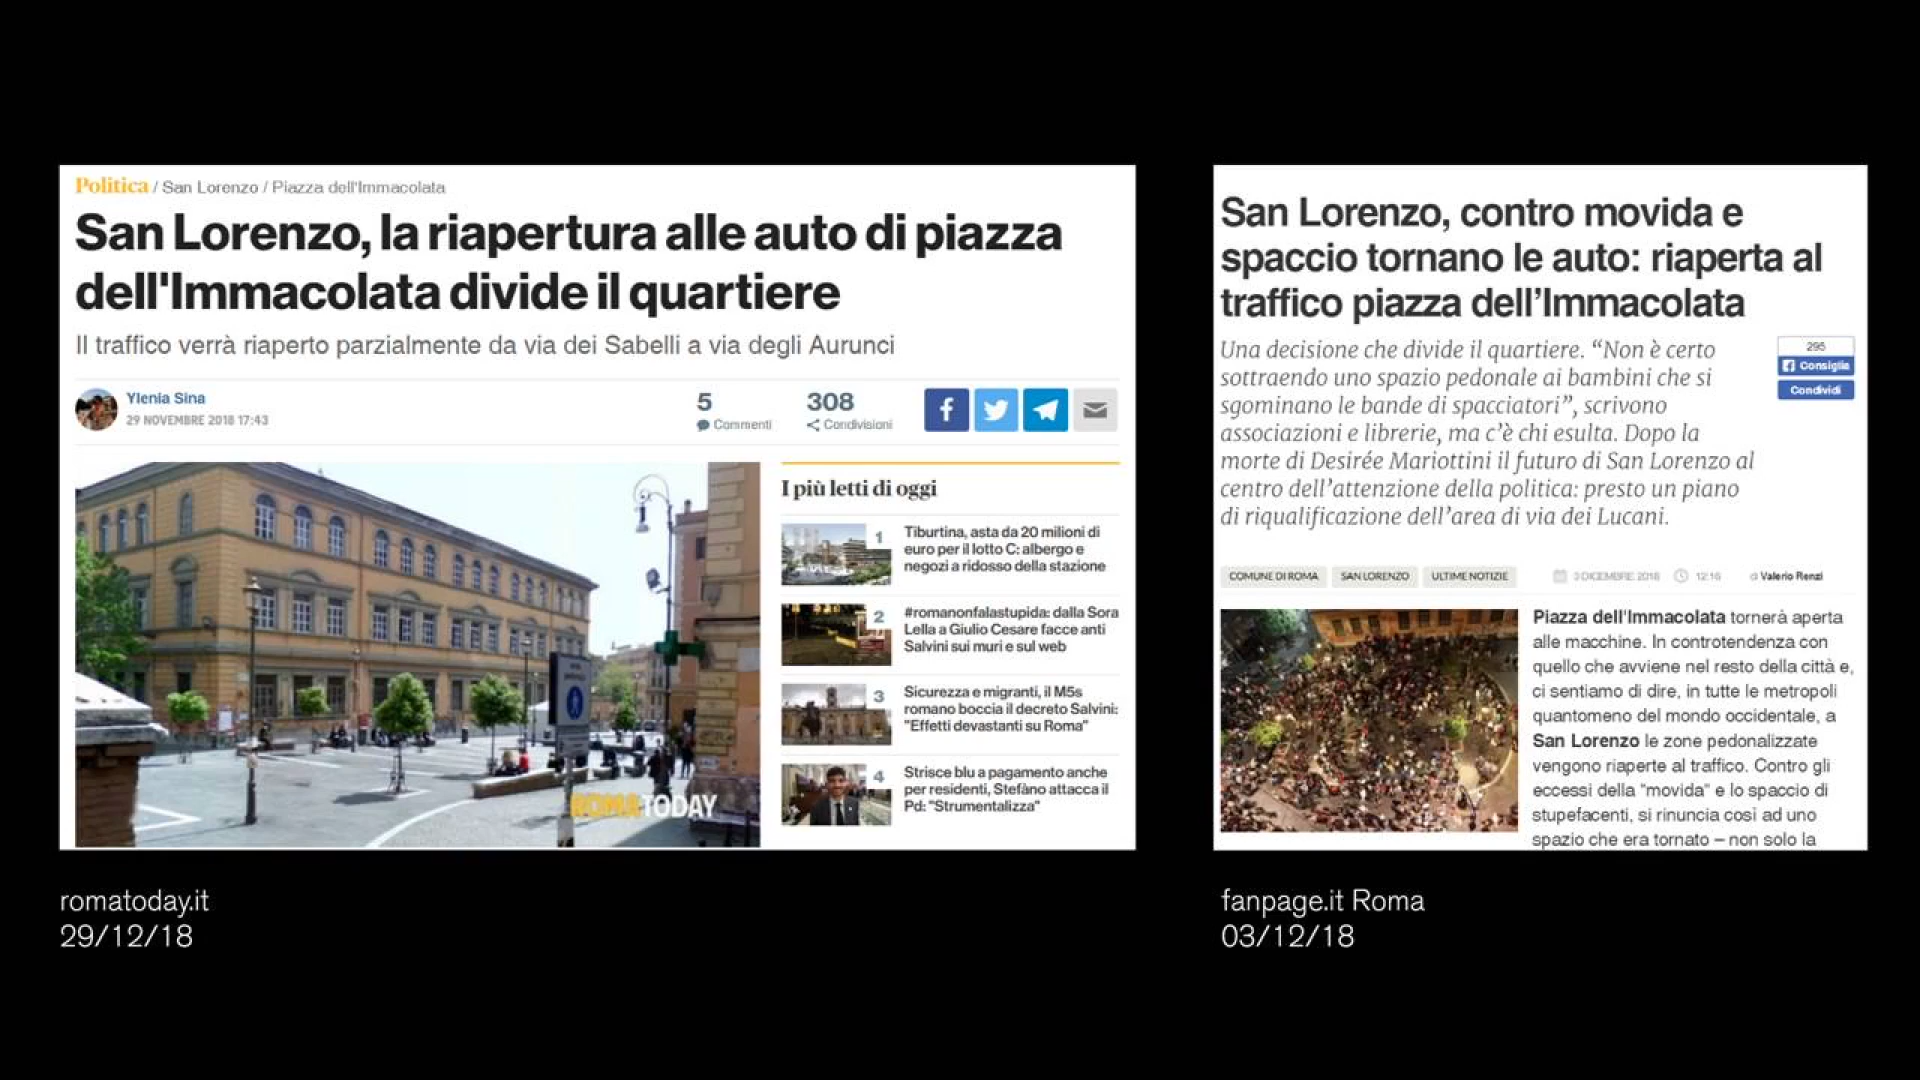 Politica / San Lorenzo / Piazza dell'Immacolata
San Lorenzo, la riapertura alle auto di piazza
dell'Immacolata divide il quartiere
Il traffico verrà riaperto parzialmente da via dei Sabelli a via degli Aurunci
Ylenia Sina
29 NOVEMBRE 2018 17:43
5
Commenti
308
Condivisioni
ROMATODAY
I più letti di oggi
1
Tiburtina, asta da 20 milioni di
euro per il lotto C: albergo e
negozi a ridosso della stazione
2
#romanonfalastupida: dalla Sora
Lella a Giulio Cesare facce anti
Salvini sui muri e sul web
3
Sicurezza e migranti, il M5s
romano boccia il decreto Salvini:
"Effetti devastanti su Roma"
4
Strisce blu a pagamento anche
per residenti, Stefàno attacca il
Pd: "Strumentalizza"
romatoday.it
29/12/18
San Lorenzo, contro movida e
spaccio tornano le auto: riaperta al
traffico piazza dell’Immacolata
Una decisione che divide il quartiere. “Non è certo
sottraendo uno spazio pedonale ai bambini che si
sgominano le bande di spacciatori”, scrivono
associazioni e librerie, ma c’è chi esulta. Dopo la
morte di Desirée Mariottini il futuro di San Lorenzo al
centro dell’attenzione della politica: presto un piano
di riqualificazione dell’area di via dei Lucani.
295
Consiglia
Condividi
COMUNE DI ROMA SAN LORENZO ULTIME NOTIZIE 3 DICEMBRE 2018 12:16 di Valerio Renzi
Piazza dell'Immacolata tornerà aperta
alle macchine. In controtendenza con
quello che avviene nel resto della città e,
ci sentiamo di dire, in tutte le metropoli
quantomeno del mondo occidentale, a
San Lorenzo le zone pedonalizzate
vengono riaperte al traffico. Contro gli
eccessi della "movida" e lo spaccio di
stupefacenti, si rinuncia così ad uno
spazio che era tornato – non solo la
fanpage.it Roma
03/12/18